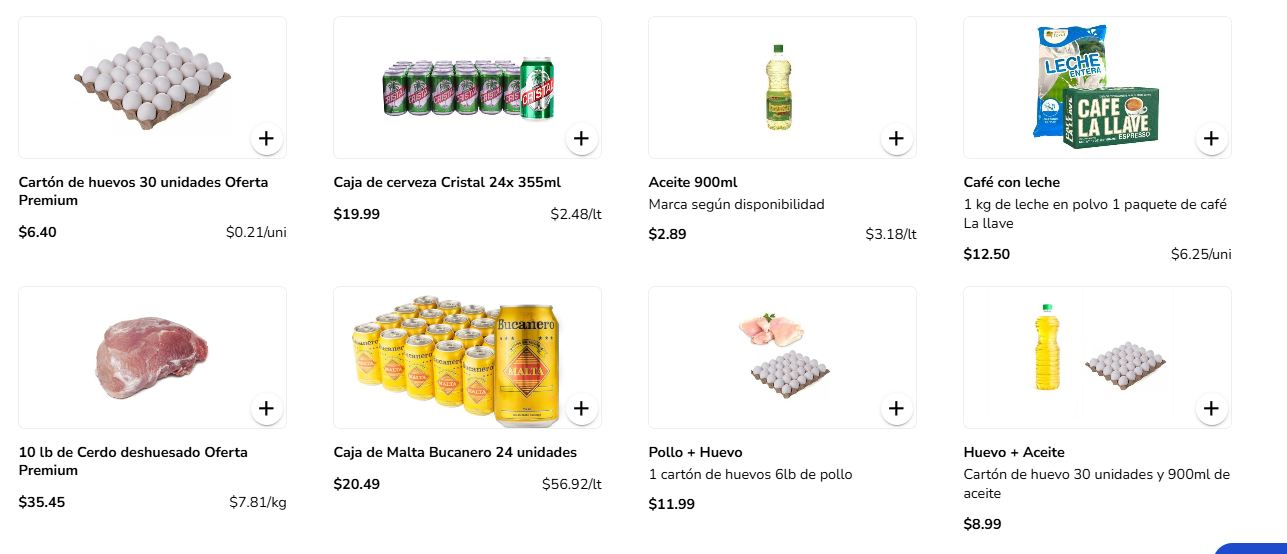 CRISTAL
LECHE
ENTERA
CAFÉ
LA LLAVE
ESPRESSO
Cartón de huevos 30 unidades Oferta
Premium
$6.40 $0.21/uni
Caja de cerveza Cristal 24x 355ml
$19.99 $2.48/lt
Aceite 900ml
Marca según disponibilidad
$2.89 $3.18/lt
Café con leche
1 kg de leche en polvo 1 paquete de café
La llave
$12.50 $6.25/uni
Bucanero
MALTA
10 lb de Cerdo deshuesado Oferta
Premium
$35.45 $7.81/kg
Caja de Malta Bucanero 24 unidades
$20.49 $56.92/lt
Pollo + Huevo
1 cartón de huevos 6lb de pollo
$11.99
Huevo + Aceite
Cartón de huevo 30 unidades y 900ml de
aceite
$8.99